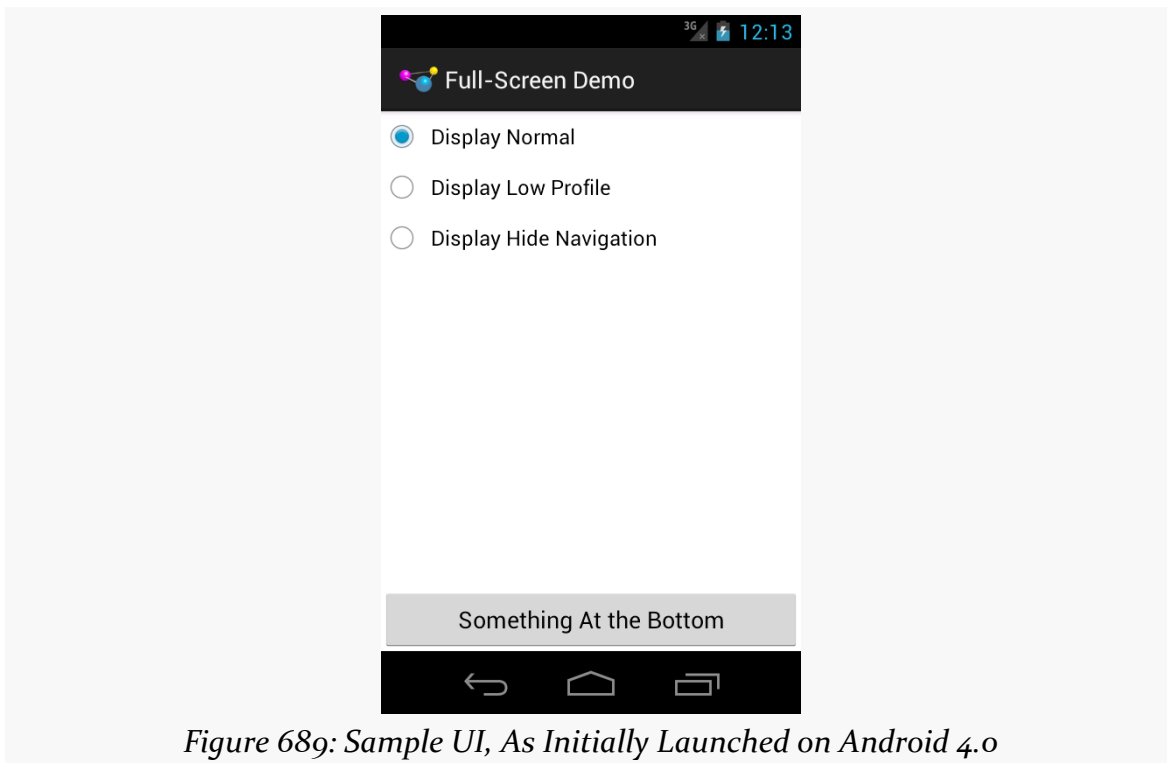 3G 12:13
Full-Screen Demo
Display Normal
Display Low Profile
Display Hide Navigation
Something At the Bottom
Figure 689: Sample UI, As Initially Launched on Android 4.0